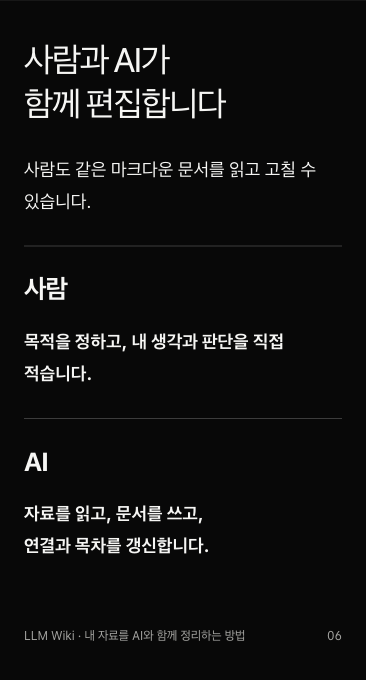 사람과 AI가
함께 편집합니다
사람도 같은 마크다운 문서를 읽고 고칠 수
있습니다.
사람
목적을 정하고, 내 생각과 판단을 직접
적습니다.
AI
자료를 읽고, 문서를 쓰고,
연결과 목차를 갱신합니다.
LLM Wiki · 내 자료를 AI와 함께 정리하는 방법 06